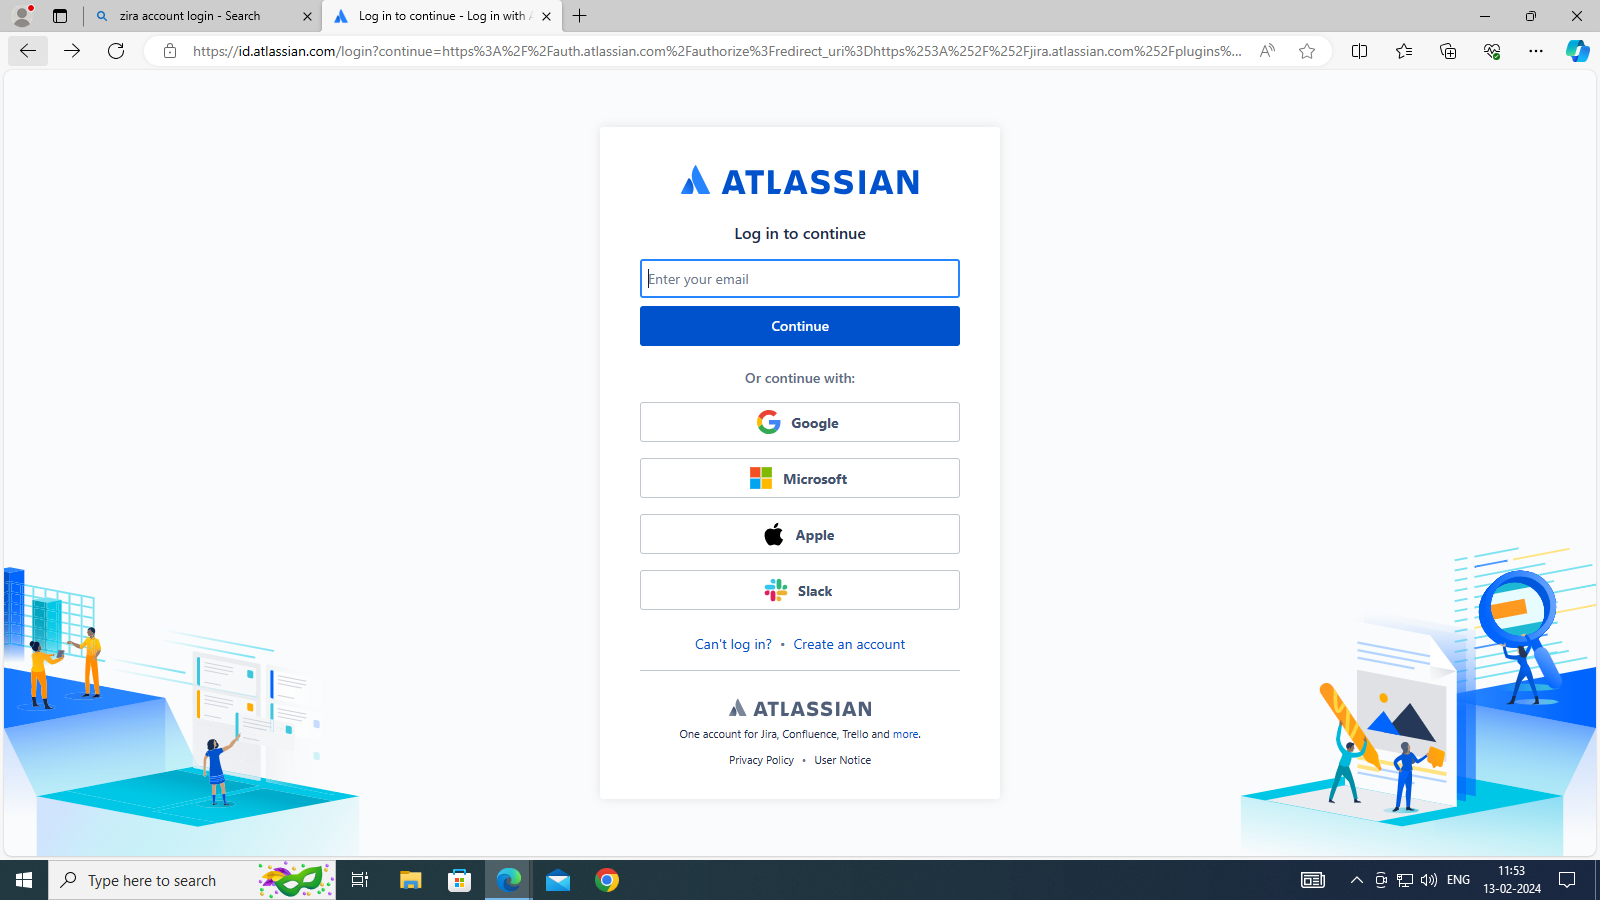 zira account login - Search
Log in to continue - Log in with A
https://id.atlassian.com/login?continue=https%3A%2F%2Fauth.atlassian.com%2Fauthorize%3Fredirect_uri%3Dhttps%253A%252F%252Fjira.atlassian.com%252Fplugins%...
ATLASSIAN
Log in to continue
Enter your email
Continue
Or continue with:
Google
Microsoft
Apple
Slack
Can't log in? • Create an account
ATLASSIAN
One account for Jira, Confluence, Trello and more.
Privacy Policy • User Notice
Type here to search
ENG
11:53
13-02-2024